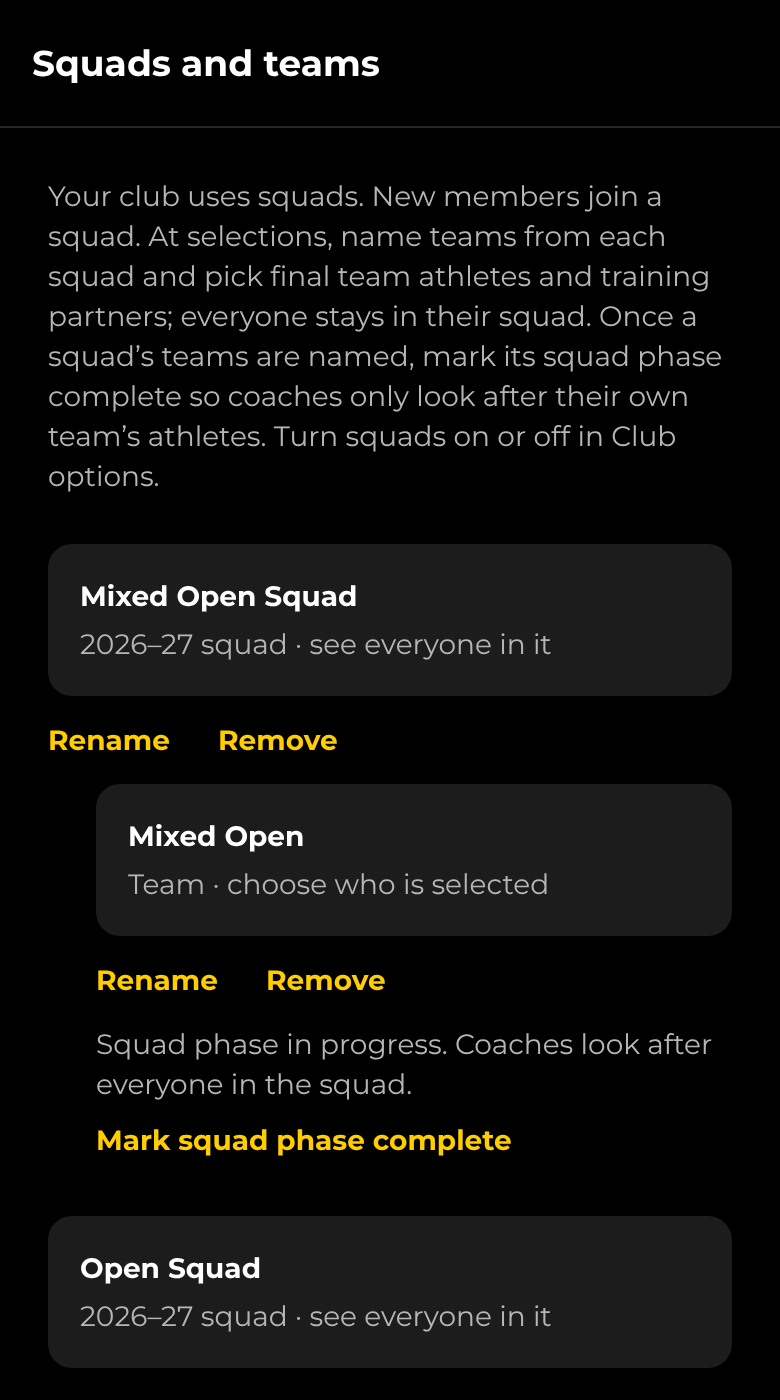 Squads and teams
Your club uses squads. New members join a
squad. At selections, name teams from each
squad and pick final team athletes and training
partners; everyone stays in their squad. Once a
squad’s teams are named, mark its squad phase
complete so coaches only look after their own
team’s athletes. Turn squads on or off in Club
options.
Mixed Open Squad
2026–27 squad · see everyone in it
Rename Remove
Mixed Open
Team · choose who is selected
Rename Remove
Squad phase in progress. Coaches look after
everyone in the squad.
Mark squad phase complete
Open Squad
2026–27 squad · see everyone in it